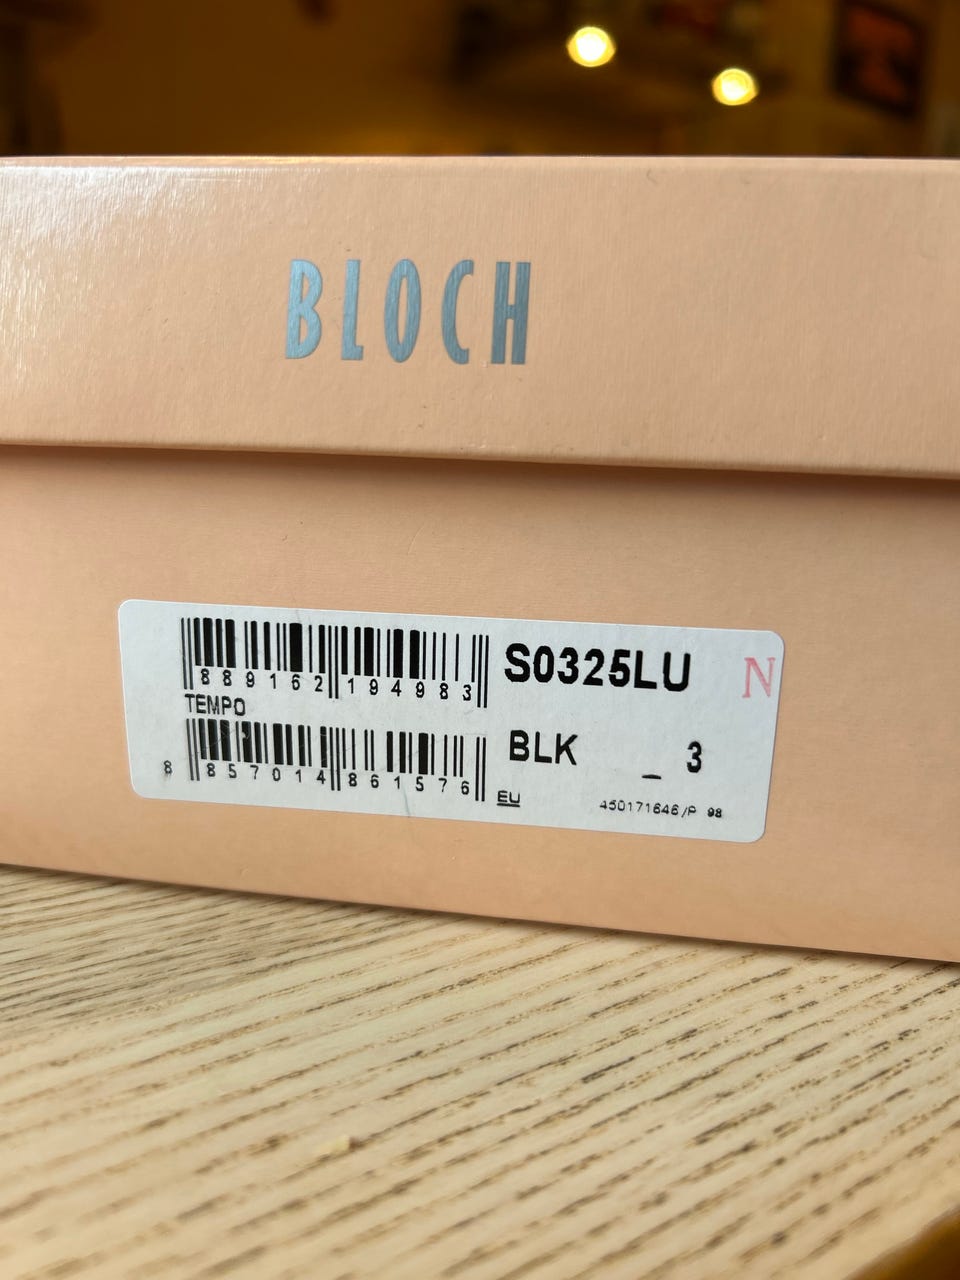 BLOCH
889162 194983
S0325LU
N
TEMPO
BLK _ 3
8 857014 861576
EU
450171646/P 98